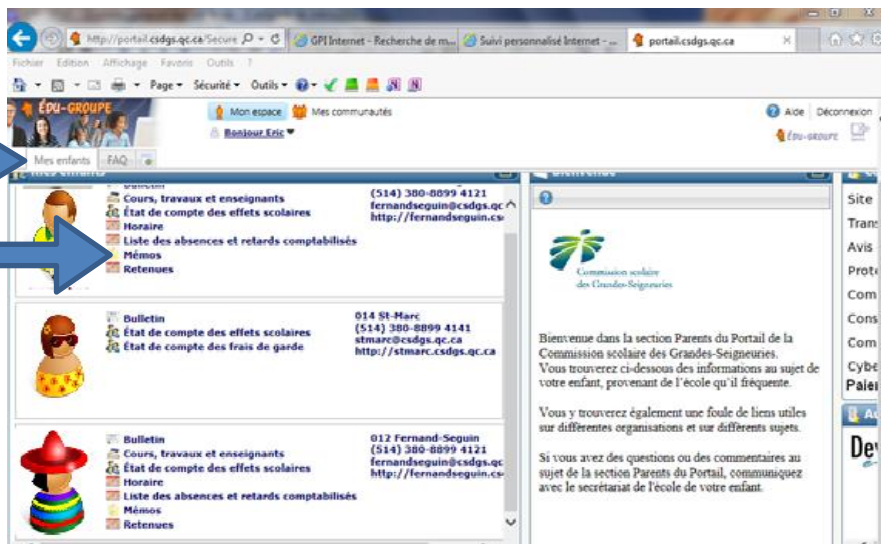 http://portail.csdgs.qc.ca/Secure
GPI Internet - Recherche de m...
Suivi personnalisé Internet - ...
portail.csdgs.qc.ca
Fichier Edition Affichage Favoris Outils ?
Page Sécurité Outils
ÉDU-GROUPE
Mon espace Mes communautés
Aide Déconnexion
Bonjour Eric
ÉDU-GROUPE
Mes enfants FAQ
Mes enfants
Bienvenue
Bulletin
Cours, travaux et enseignants
État de compte des effets scolaires
Horaire
Liste des absences et retards comptabilisés
Mémos
Retenues
(514) 380-8899 4121
fernandseguin@csdgs.qc
http://fernandseguin.cs
Bulletin
État de compte des effets scolaires
État de compte des frais de garde
014 St-Marc
(514) 380-8899 4141
stmarc@csdgs.qc.ca
http://stmarc.csdgs.qc.ca
Bulletin
Cours, travaux et enseignants
État de compte des effets scolaires
Horaire
Liste des absences et retards comptabilisés
Mémos
Retenues
012 Fernand-Seguin
(514) 380-8899 4121
fernandseguin@csdgs.qc
http://fernandseguin.cs
Commission scolaire
des Grandes-Seigneuries
Bienvenue dans la section Parents du Portail de la
Commission scolaire des Grandes-Seigneuries.
Vous trouverez ci-dessous des informations au sujet de
votre enfant, provenant de l'école qu'il fréquente.
Vous y trouverez également une foule de liens utiles
sur différentes organisations et sur différents sujets.
Si vous avez des questions ou des commentaires au
sujet de la section Parents du Portail, communiquez
avec le secrétariat de l'école de votre enfant.
Site
Trans
Avis
Prote
Com
Cons
Com
Cybe
Paie
De